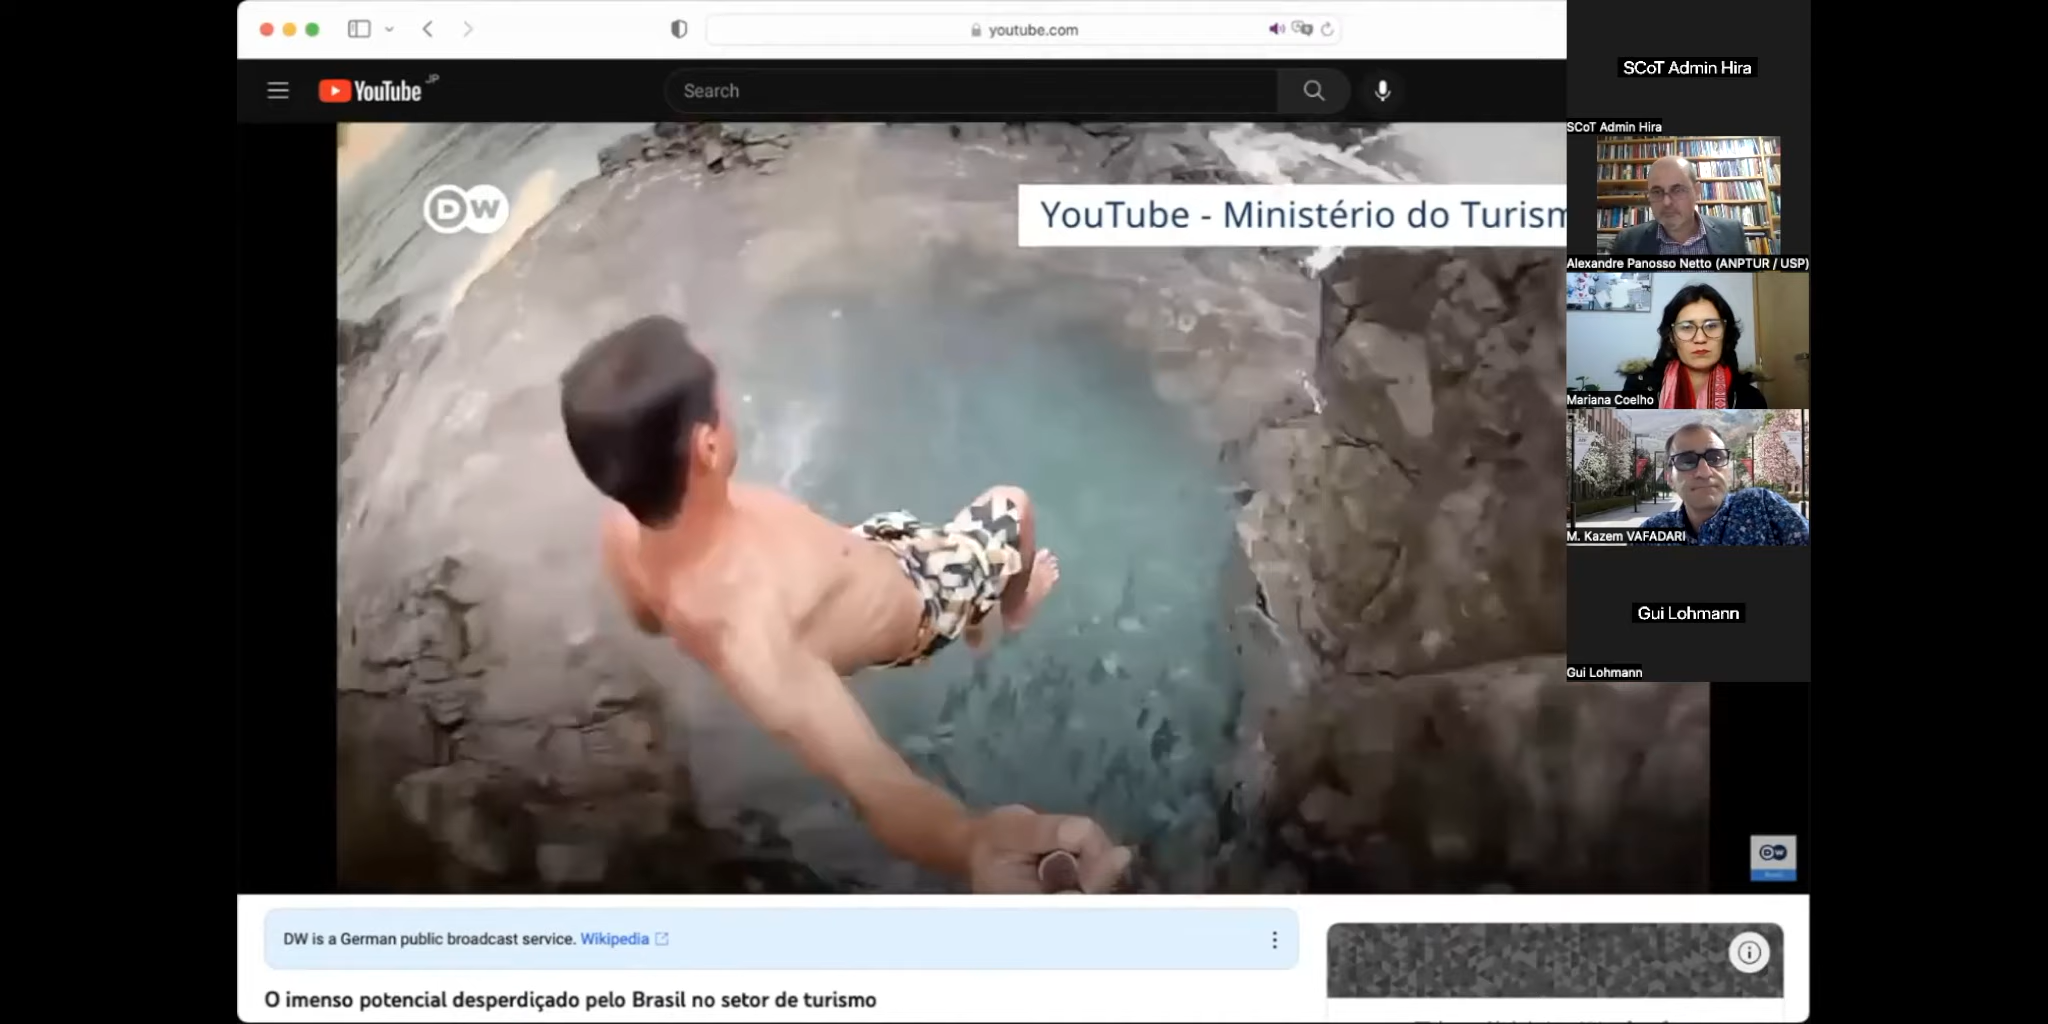 youtube.com
YouTube JP
Search
DW
YouTube - Ministério do Turism
DW
DW is a German public broadcast service. Wikipedia
O imenso potencial desperdiçado pelo Brasil no setor de turismo
SCoT Admin Hira
SCoT Admin Hira
Alexandre Panosso Netto (ANPTUR / USP)
Mariana Coelho
M. Kazem VAFADARI
Gui Lohmann
Gui Lohmann